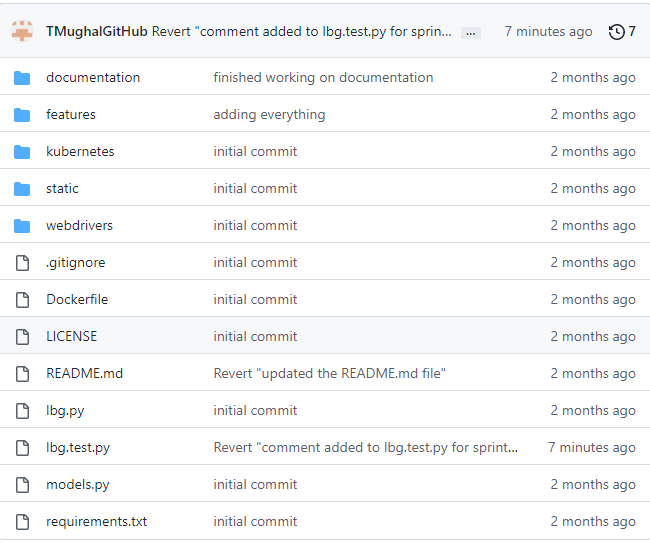 TMughalGitHub Revert "comment added to lbg.test.py for sprin... ... 7 minutes ago 7
documentation finished working on documentation 2 months ago
features adding everything 2 months ago
kubernetes initial commit 2 months ago
static initial commit 2 months ago
webdrivers initial commit 2 months ago
.gitignore initial commit 2 months ago
Dockerfile initial commit 2 months ago
LICENSE initial commit 2 months ago
README.md Revert "updated the README.md file" 2 months ago
lbg.py initial commit 2 months ago
lbg.test.py Revert "comment added to lbg.test.py for sprint... 7 minutes ago
models.py initial commit 2 months ago
requirements.txt initial commit 2 months ago